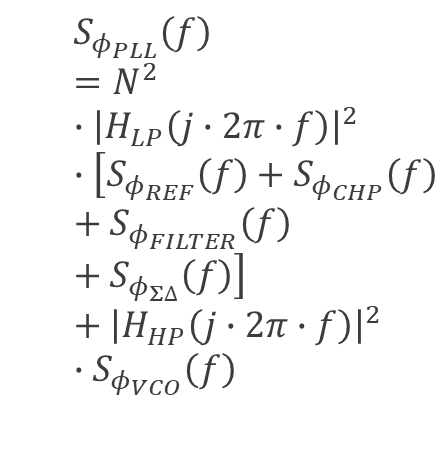 S_{ϕ_{PLL}}(f)
= N²
· |H_{LP}(j · 2π · f)|²
· [S_{ϕ_{REF}}(f) + S_{ϕ_{CHP}}(f)
+ S_{ϕ_{FILTER}}(f)
+ S_{ϕ_{ΣΔ}}(f)]
+ |H_{HP}(j · 2π · f)|²
· S_{ϕ_{VCO}}(f)